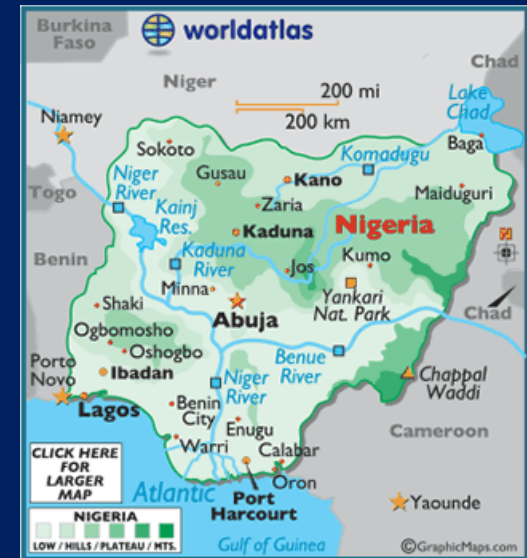 Burkina
Faso
worldatlas
Chad
Niger
200 mi
200 km
Lake
Chad
Niamey
Sokoto
Komadugu
Baga
Gusau
Kano
Niger
River
Togo
Zaria
Maiduguri
Kainj
Res.
Nigeria
Kaduna
Kaduna
River
Kumo
N
Benin
Jos
Minna
Yankari
Nat. Park
Shaki
Abuja
Chad
Ogbomosho
Oshogbo
Benue
River
Porto
Novo
Ibadan
Niger
River
Chappal
Waddi
Lagos
Benin
City
Enugu
Cameroon
CLICK HERE
FOR
LARGER
MAP
Warri
Calabar
Atlantic
Oron
Port
Harcourt
Yaounde
NIGERIA
LOW / HILLS / PLATEAU / MTS.
Gulf of Guinea
©GraphicMaps.com